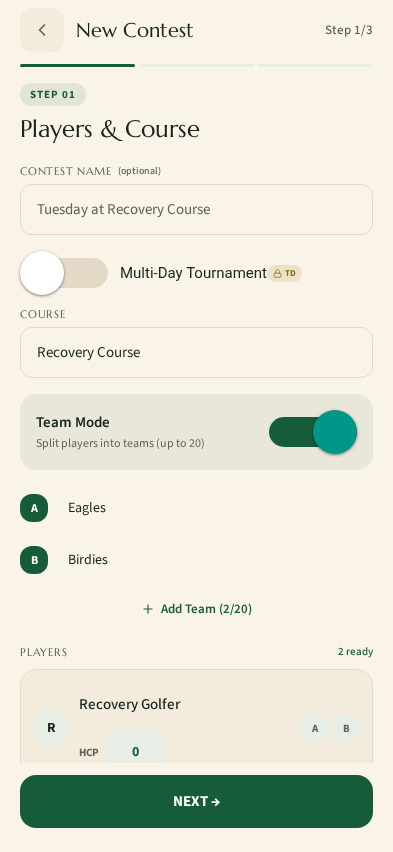 New Contest
Step 1/3
STEP 01
Players & Course
CONTEST NAME (optional)
Tuesday at Recovery Course
Multi-Day Tournament TD
COURSE
Recovery Course
Team Mode
Split players into teams (up to 20)
A Eagles
B Birdies
+ Add Team (2/20)
PLAYERS
2 ready
Recovery Golfer
R
A B
HCP 0
NEXT →